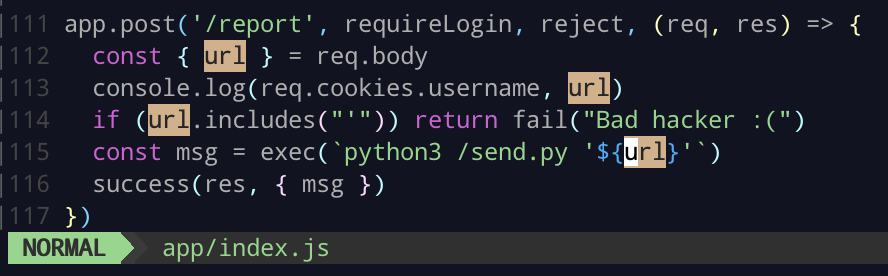 111 app.post('/report', requireLogin, reject, (req, res) => {
112   const { url } = req.body
113   console.log(req.cookies.username, url)
114   if (url.includes("'")) return fail("Bad hacker :(")
115   const msg = exec(`python3 /send.py '${url}'`)
116   success(res, { msg })
117 })
NORMAL app/index.js